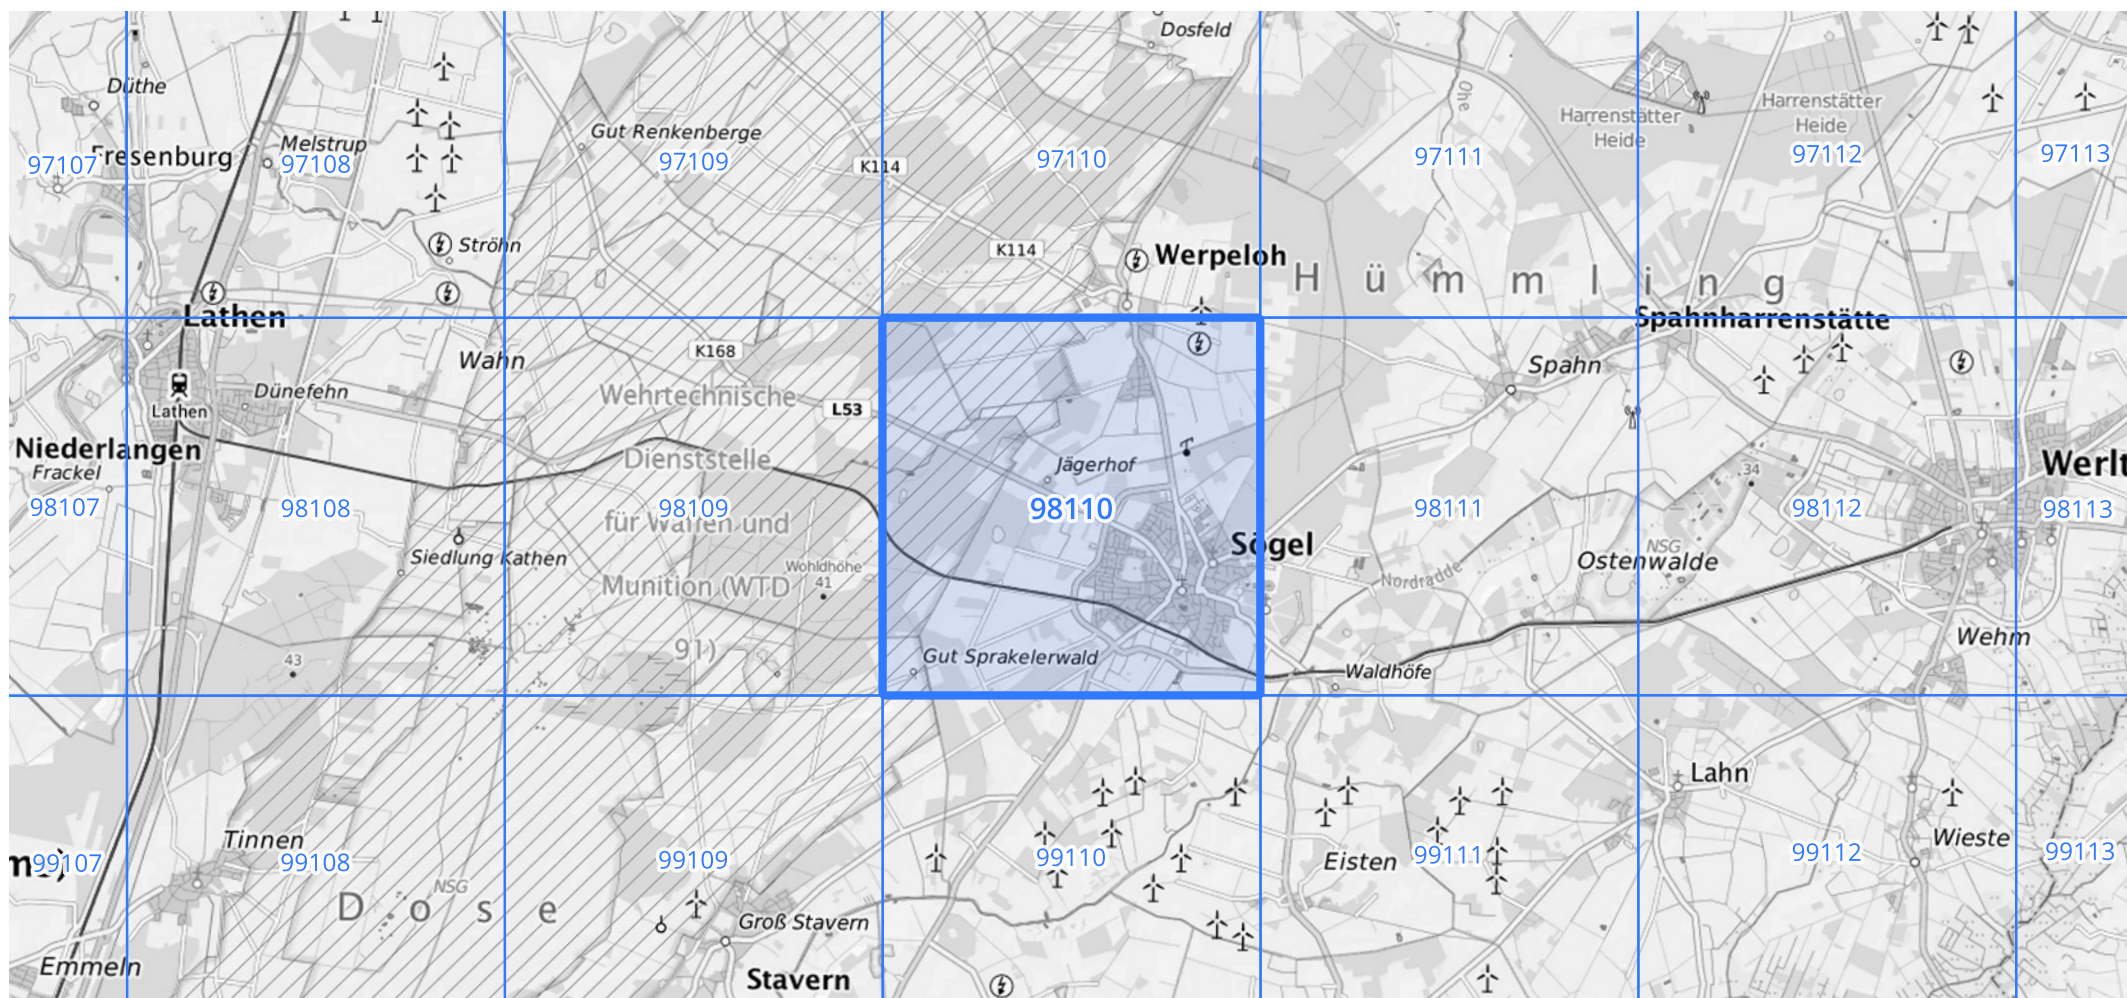 Dosfeld
Düthe
Ohe
Harrenstätter
Heide
Harrenstätter
Heide
Gut Renkenberge
Melstrup
Fresenburg
97107
97108
97109
K114
97110
97111
97112
97113
Ströhn
K114
Werpeloh
Hümmling
Lathen
Spahnharrenstätte
Wahn
K168
Spahn
Dünefehn
Lathen
Wehrtechnische
L53
Niederlangen
Frackel
Dienststelle
Jägerhof
34
Werlt
98107
98108
98109
98110
98111
98112
98113
für Waffen und
Sögel
NSG
Siedlung Kathen
Ostenwalde
Wohldhöhe
41
Nordradde
Munition (WTD
91)
43
Gut Sprakelerwald
Waldhöfe
Wehm
Lahn
Tinnen
Wieste
99107
99108
99109
99110
Eisten
99111
99112
99113
NSG
Dose
Groß Stavern
Emmeln
Stavern